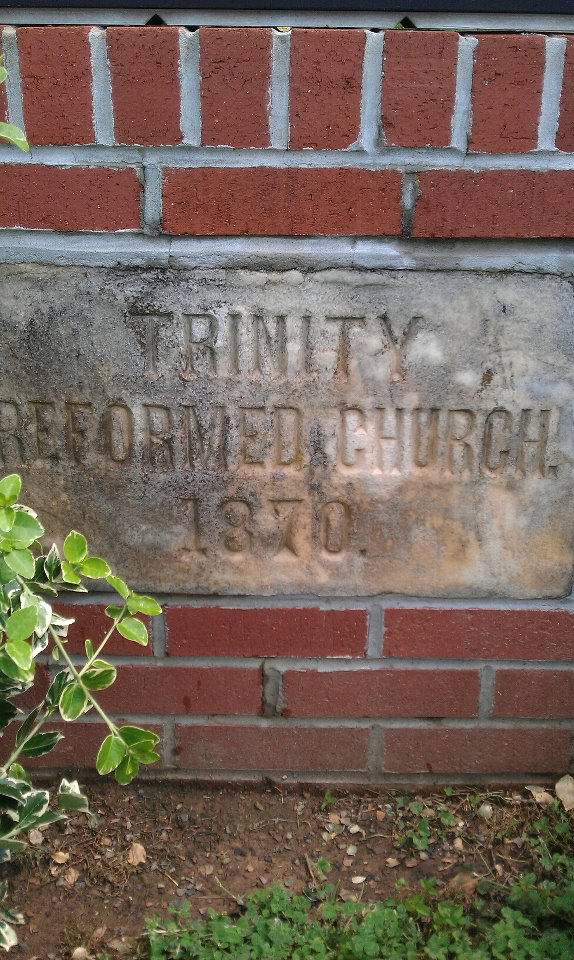 TRINITY
REFORMED CHURCH.
1870.